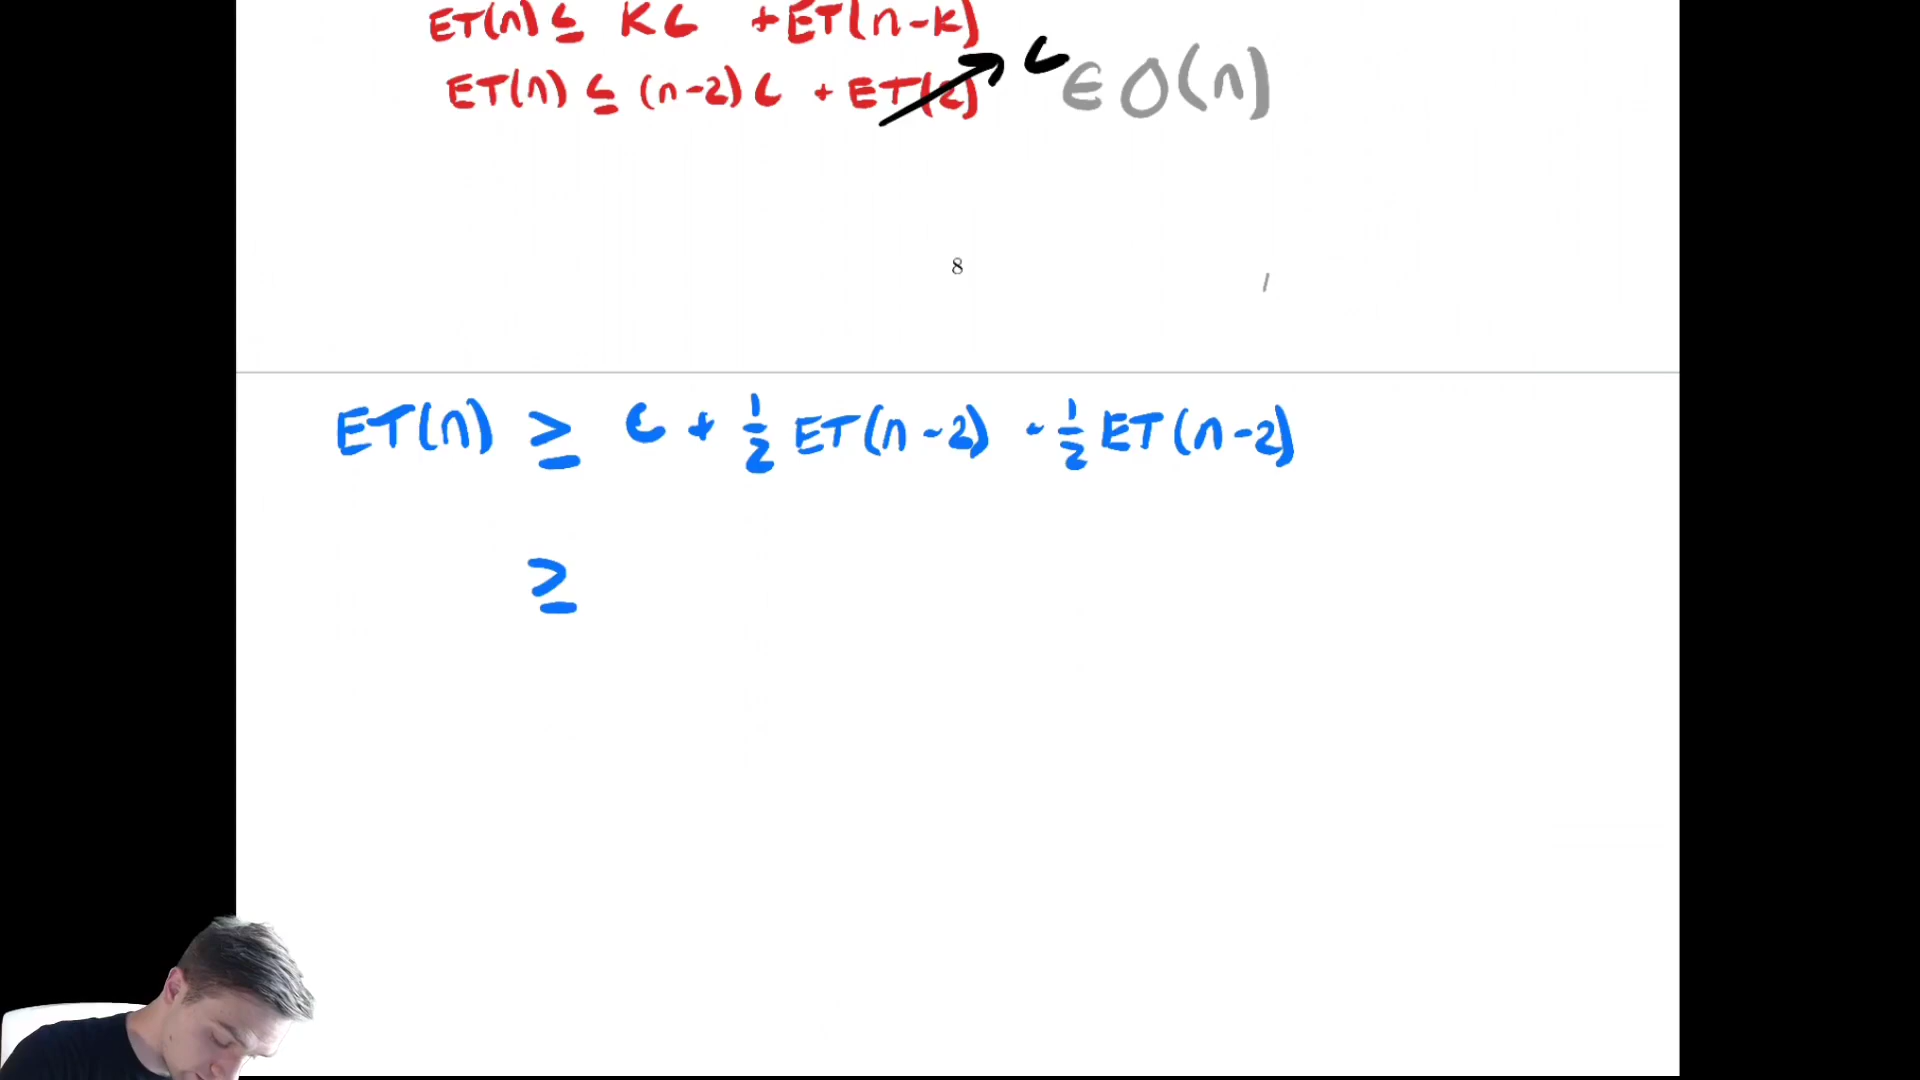 ET(n) ≤ KC + ET(n-k)
ET(n) ≤ (n-2) C + ET(2) C ∈ O(n)
8
ET(n) ≥ C + 1/2 ET(n-2) + 1/2 ET(n-2)
≥